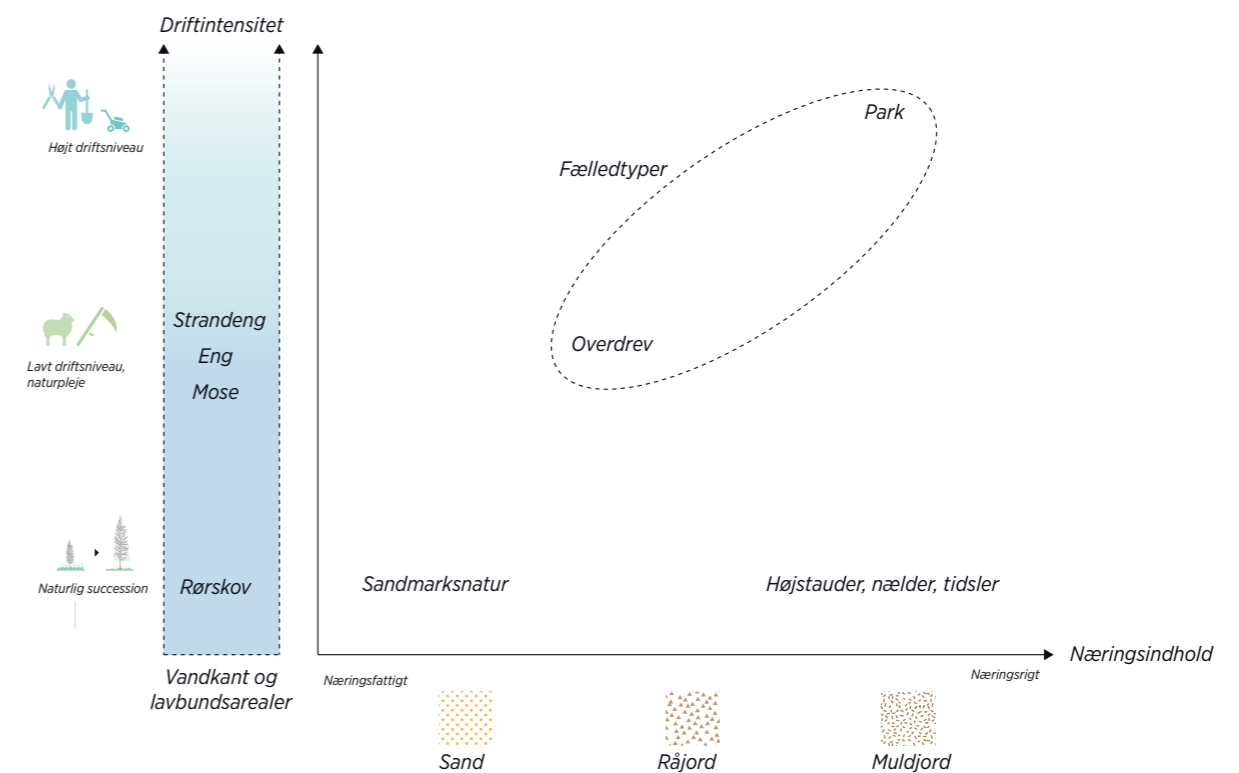 Driftintensitet
Højt driftsniveau
Park
Fælledtyper
Strandeng
Eng
Mose
Lavt driftsniveau,
naturpleje
Overdrev
Naturlig succession
Rørskov
Sandmarksnatur
Højstauder, nælder, tidsler
Næringsindhold
Vandkant og
lavbundsarealer
Næringsfattigt
Næringsrigt
Sand
Råjord
Muldjord